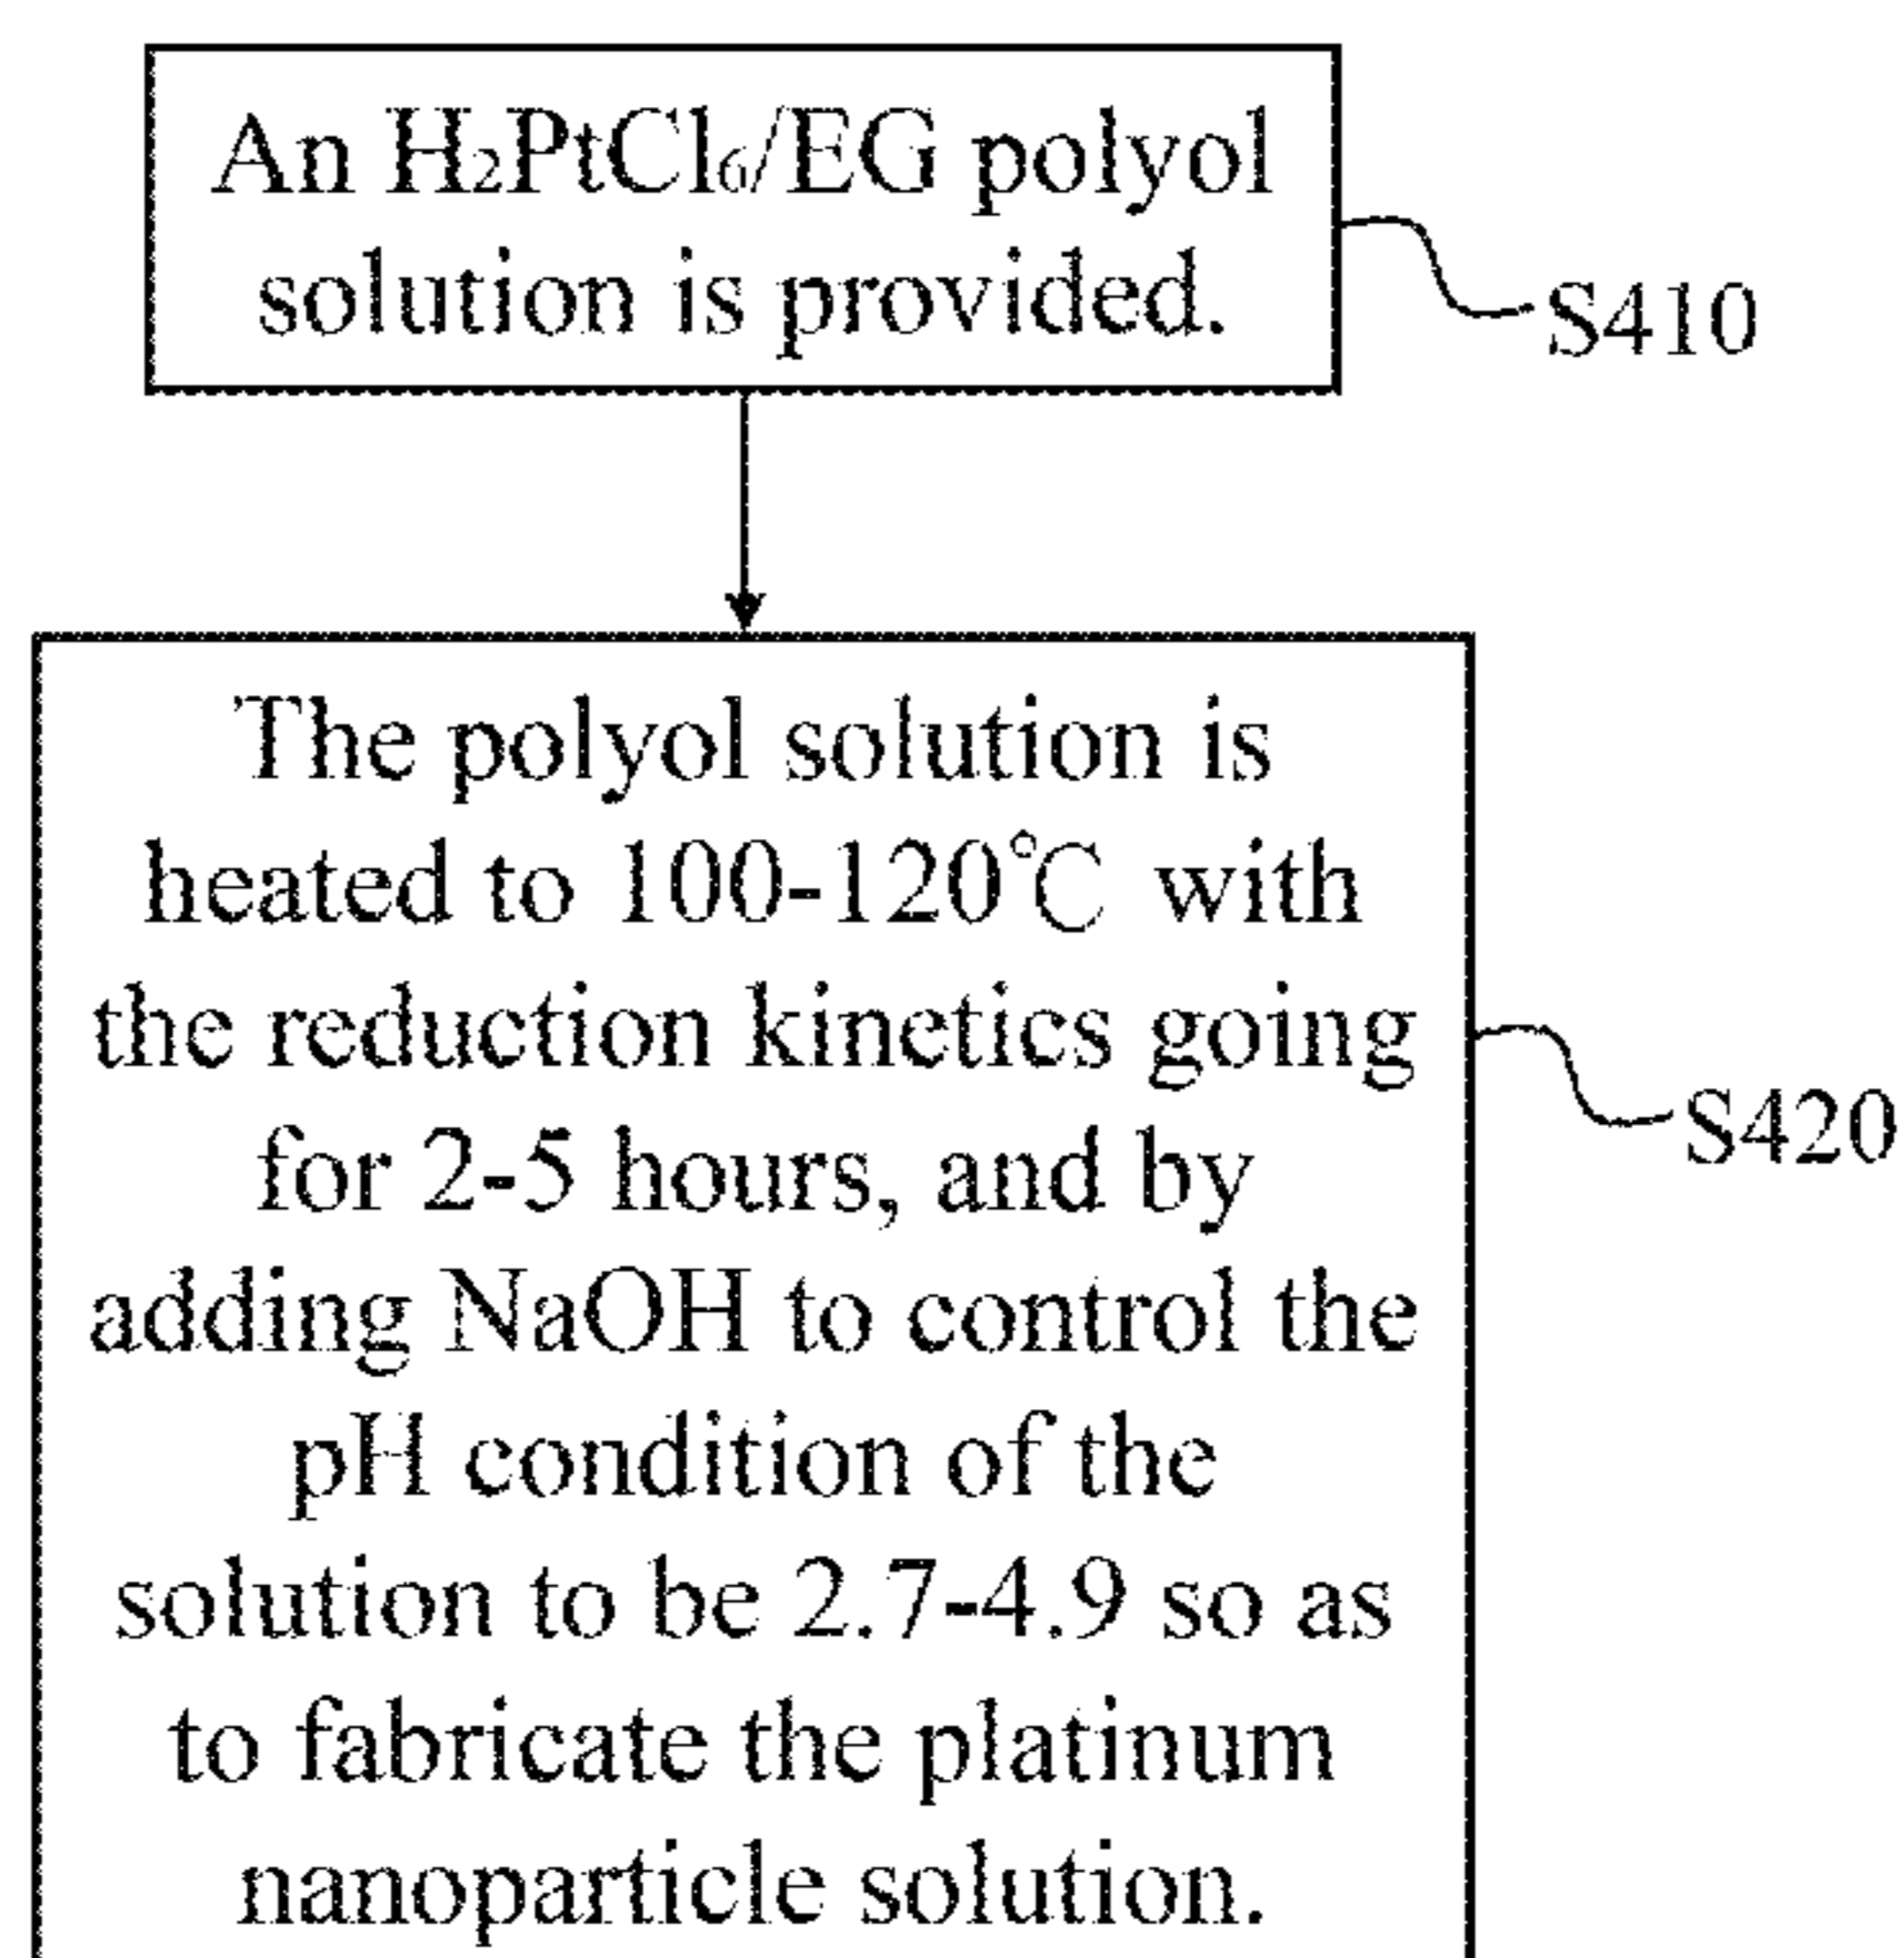 An H₂PtCl₆/EG polyol
solution is provided.
S410
The polyol solution is
heated to 100-120℃ with
the reduction kinetics going
for 2-5 hours, and by
adding NaOH to control the
pH condition of the
solution to be 2.7-4.9 so as
to fabricate the platinum
nanoparticle solution.
S420